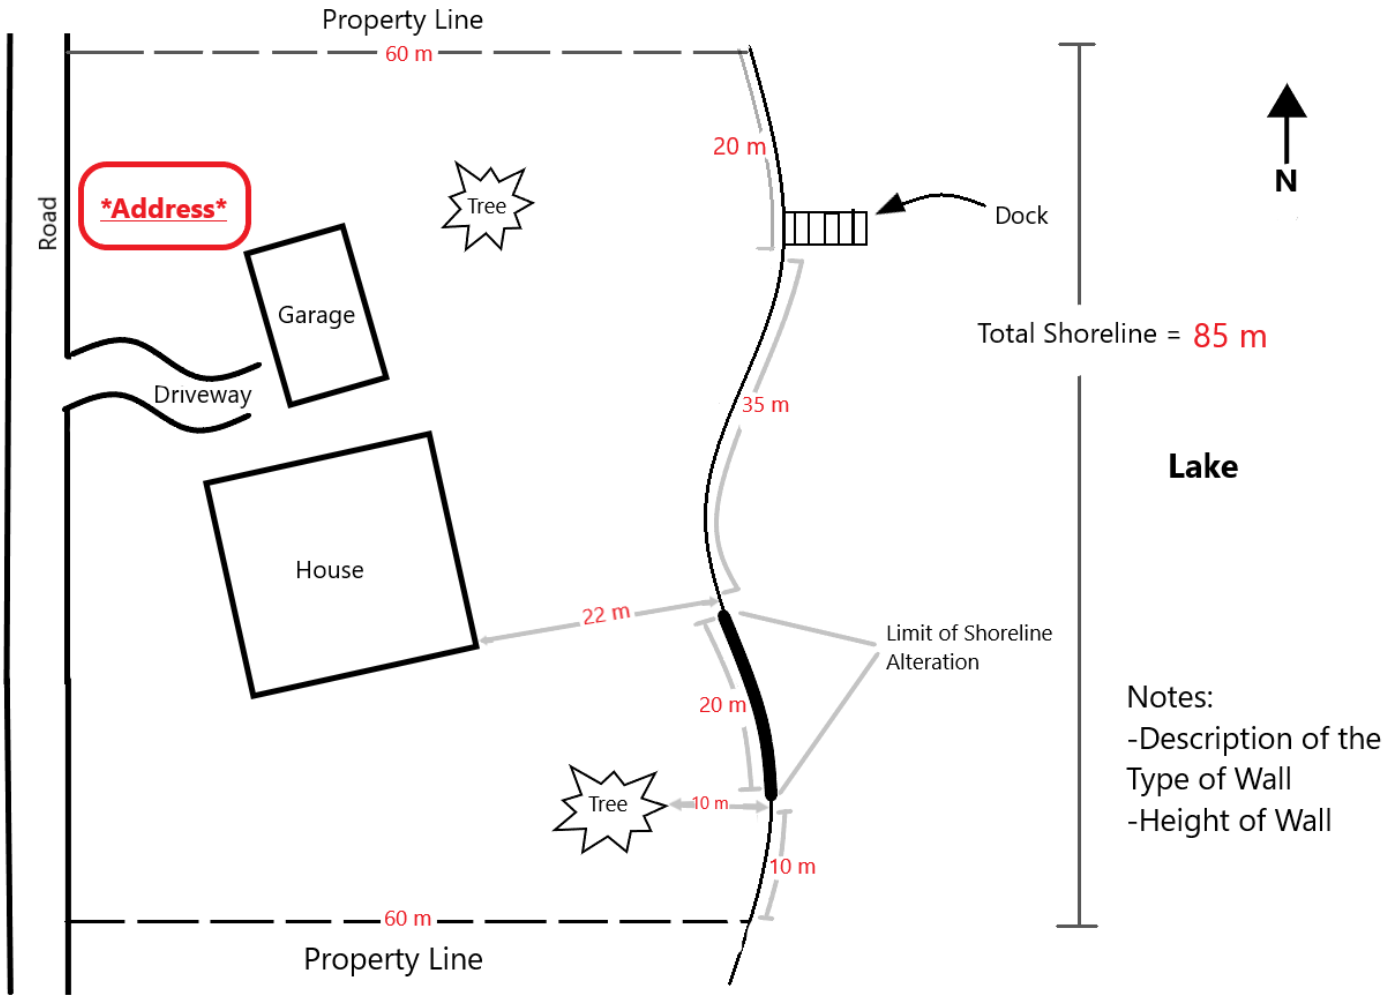 Property Line
60 m
20 m
*Address*
Tree
Road
N
Dock
Garage
Total Shoreline = 85 m
Driveway
35 m
Lake
House
22 m
Limit of Shoreline
Alteration
20 m
Notes:
-Description of the
Type of Wall
-Height of Wall
Tree
10 m
10 m
60 m
Property Line